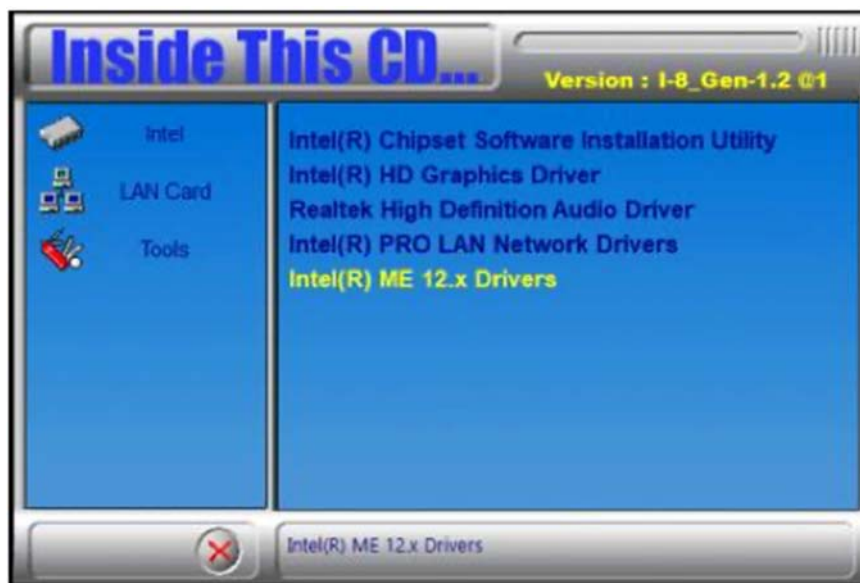 Inside This CD...
Version : I-8_Gen-1.2 @1
Intel
LAN Card
Tools
Intel(R) Chipset Software Installation Utility
Intel(R) HD Graphics Driver
Realtek High Definition Audio Driver
Intel(R) PRO LAN Network Drivers
Intel(R) ME 12.x Drivers
Intel(R) ME 12.x Drivers